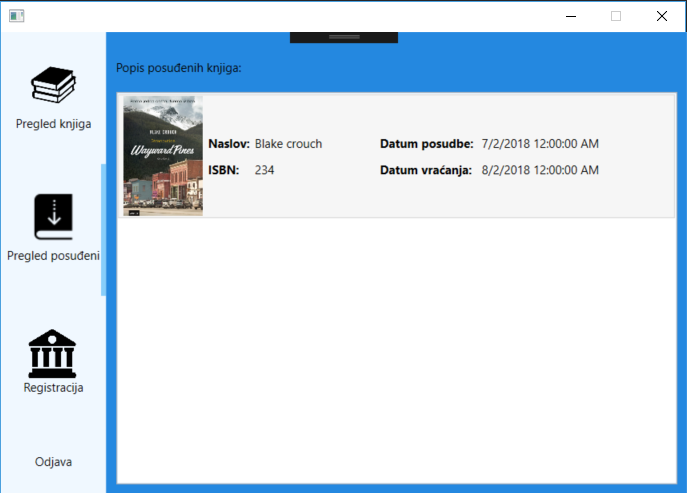 Pregled knjiga
Pregled posuđeni
Registracija
Odjava
Popis posuđenih knjiga:
BLAKE CROUCH
Wayward Pines
Naslov: Blake crouch
Datum posudbe: 7/2/2018 12:00:00 AM
ISBN: 234
Datum vraćanja: 8/2/2018 12:00:00 AM